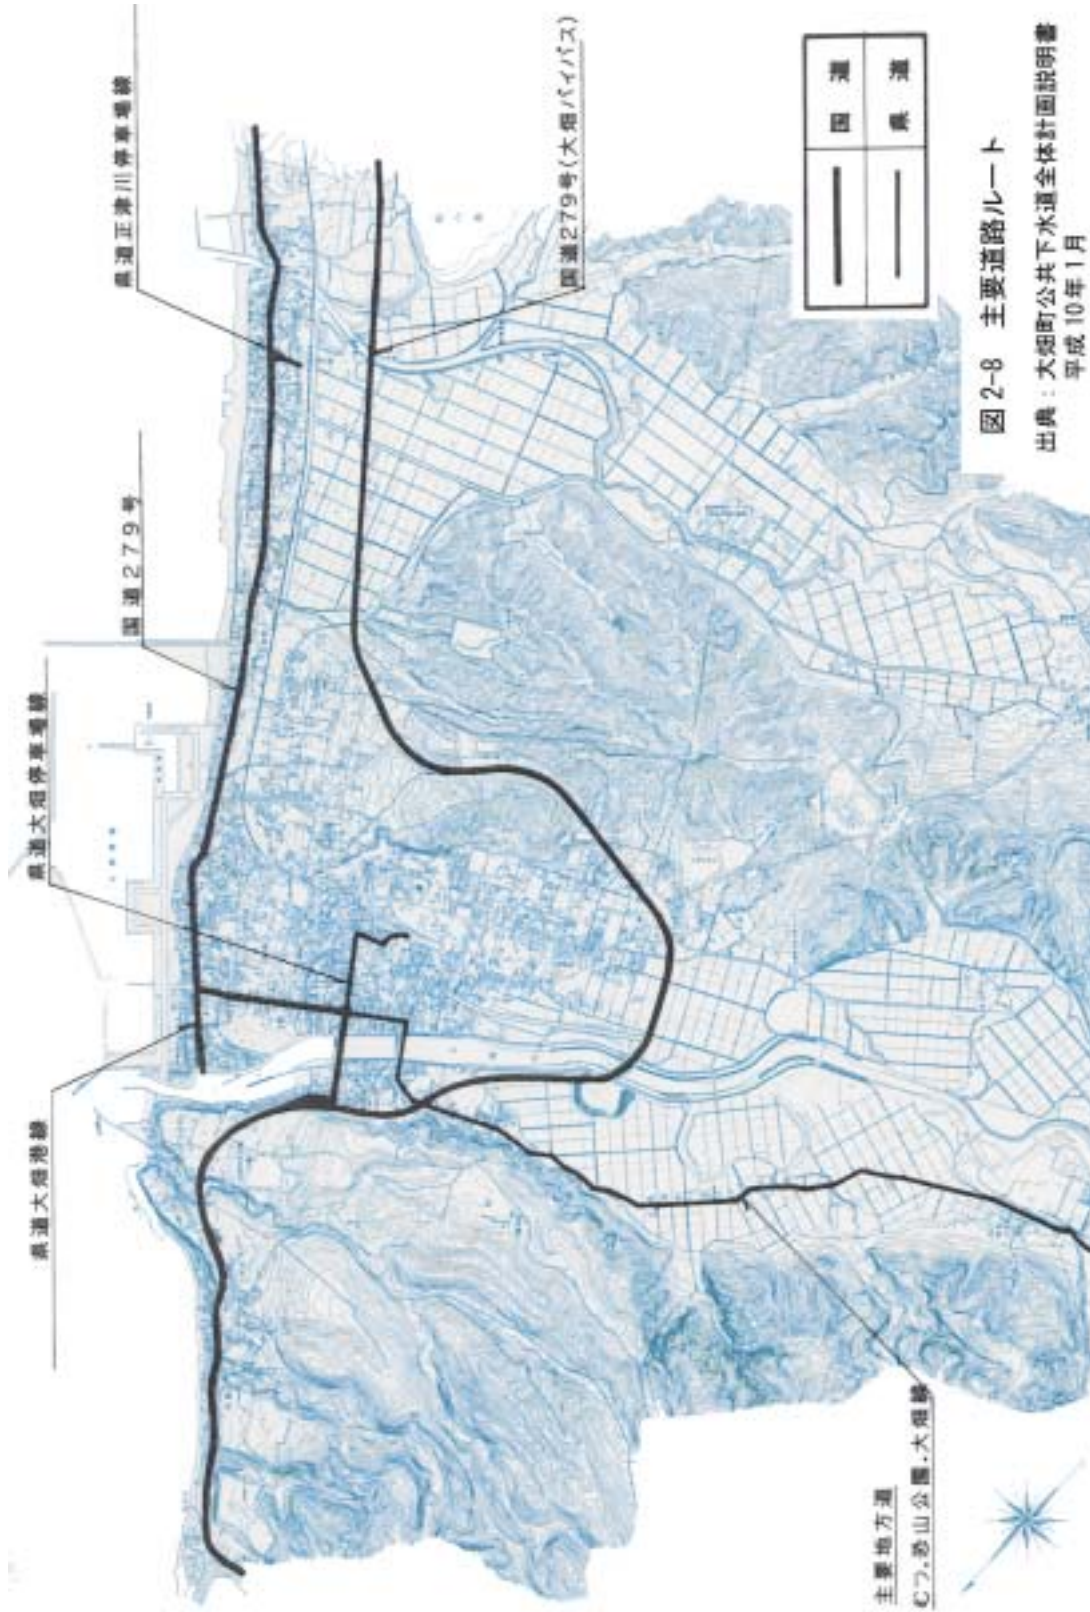 県道大畑港線
県道大畑停車場線
国道279号
県道正津川停車場線
国道279号(大畑バイパス)
主要地方道
むつ,恐山公園・大畑線
国 道
県 道
図 2-8 主要道路ルート
出典:大畑町公共下水道全体計画説明書
平成 10年 1月